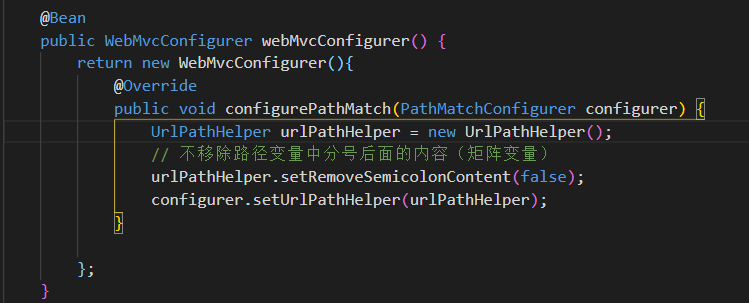 @Bean
public WebMvcConfigurer webMvcConfigurer() {
return new WebMvcConfigurer(){
@Override
public void configurePathMatch(PathMatchConfigurer configurer) {
UrlPathHelper urlPathHelper = new UrlPathHelper();
// 不移除路径变量中分号后面的内容（矩阵变量）
urlPathHelper.setRemoveSemicolonContent(false);
configurer.setUrlPathHelper(urlPathHelper);
}
};
}